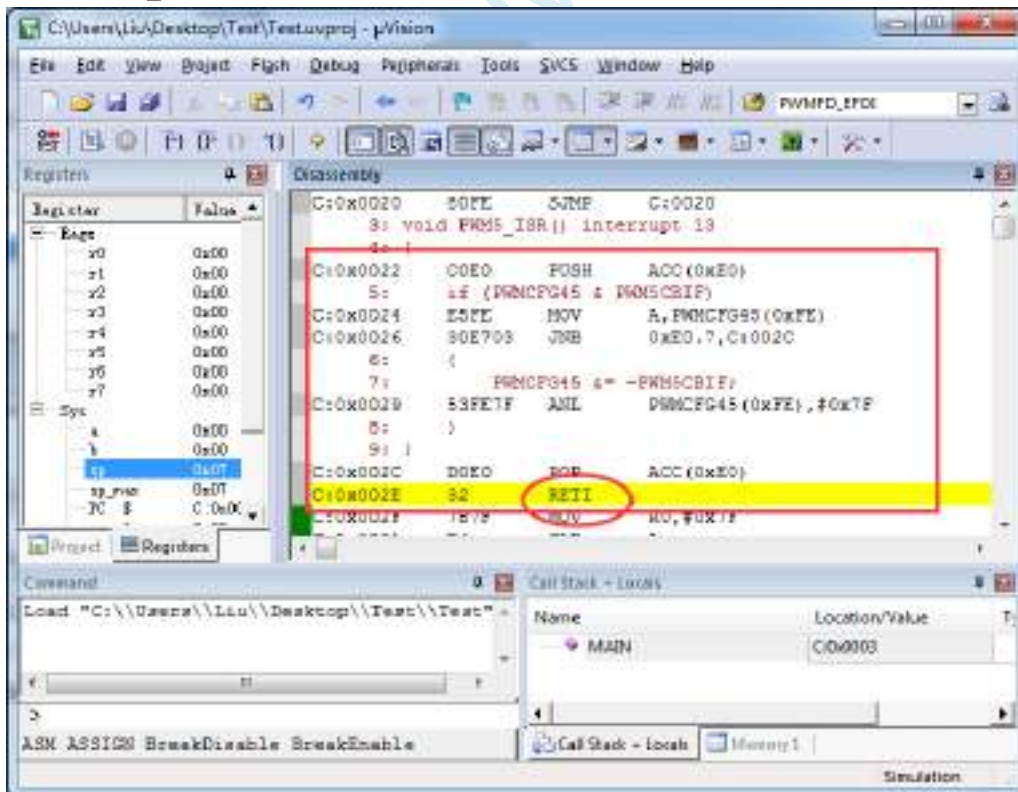 C:\Users\Liu\Desktop\Test\Test.uvproj - µVision
File Edit View Project Flash Debug Peripherals Tools SVCS Window Help
PWMFD_EFDI
Registers
Disassembly
Register Value
Regs
r0 0x00
r1 0x00
r2 0x00
r3 0x00
r4 0x00
r5 0x00
r6 0x00
r7 0x00
Sys
a 0x00
b 0x00
sp 0x07
sp_max 0x07
PC $
C:0x0020 80FE SJMP C:0020
3: void PWM5_ISR() interrupt 13
4: {
C:0x0022 C0E0 PUSH ACC(0xE0)
5: if (PWMCFG45 & PWM5CBIF)
C:0x0024 E5FE MOV A,PWMCFG45(0xFE)
C:0x0026 30E703 JNB 0xE0.7,C:002C
6: {
7: PWMCFG45 &= ~PWM5CBIF;
C:0x0029 53FE7F ANL PWMCFG45(0xFE),#0x7F
8: }
9: }
C:0x002C D0E0 POP ACC(0xE0)
C:0x002E 32 RETI
C:0x002F 787F MOV R0,#0x7F
Project Registers
Command
Load "C:\\Users\\Liu\\Desktop\\Test\\Test"
>
ASM ASSIGN BreakDisable BreakEnable
Call Stack + Locals
Name Location/Value
MAIN C:0x0003
Call Stack + Locals Memory 1
Simulation